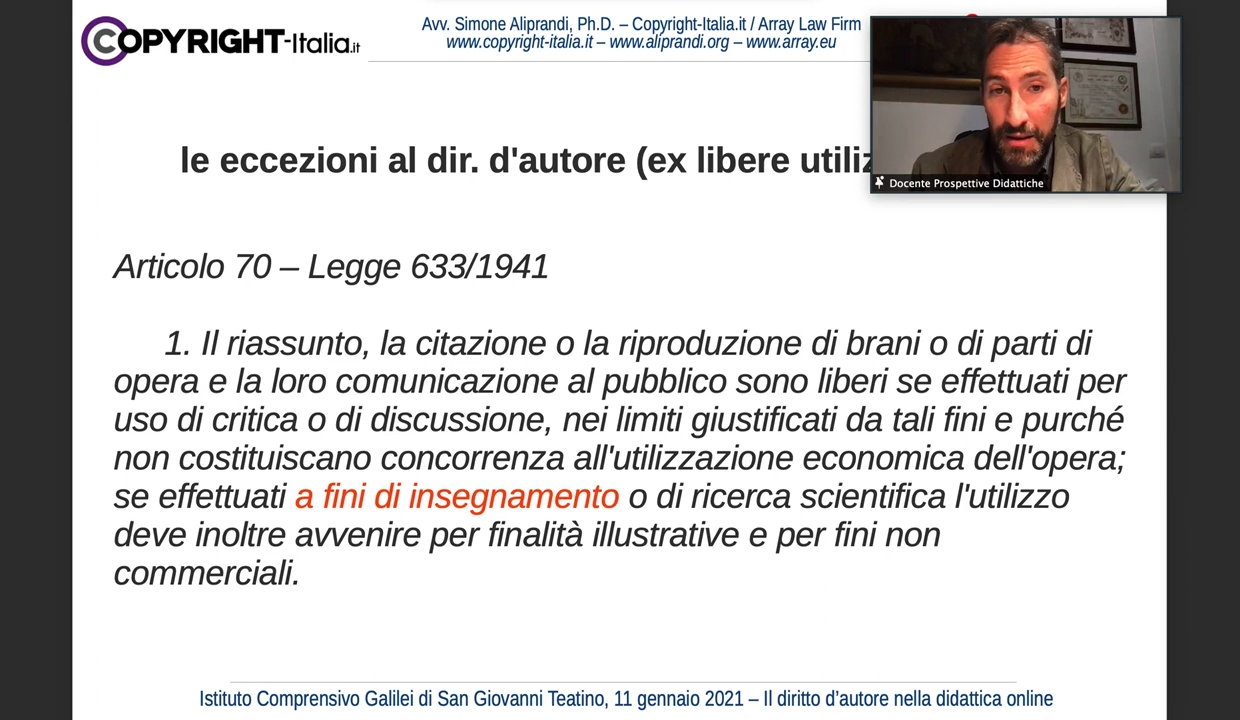 COPYRIGHT-Italia.it
Avv. Simone Aliprandi, Ph.D. – Copyright-Italia.it / Array Law Firm
www.copyright-italia.it – www.aliprandi.org – www.array.eu
le eccezioni al dir. d'autore (ex libere
Docente Prospettive Didattiche
Articolo 70 – Legge 633/1941
1. Il riassunto, la citazione o la riproduzione di brani o di parti di
opera e la loro comunicazione al pubblico sono liberi se effettuati per
uso di critica o di discussione, nei limiti giustificati da tali fini e purché
non costituiscano concorrenza all'utilizzazione economica dell'opera;
se effettuati a fini di insegnamento o di ricerca scientifica l'utilizzo
deve inoltre avvenire per finalità illustrative e per fini non
commerciali.
Istituto Comprensivo Galilei di San Giovanni Teatino, 11 gennaio 2021 – Il diritto d’autore nella didattica online